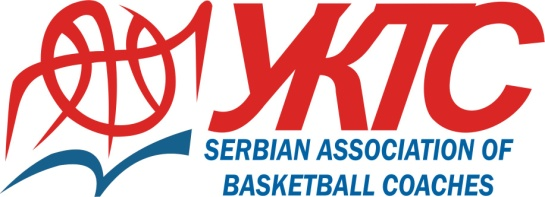 УКТС
SERBIAN ASSOCIATION OF
BASKETBALL COACHES